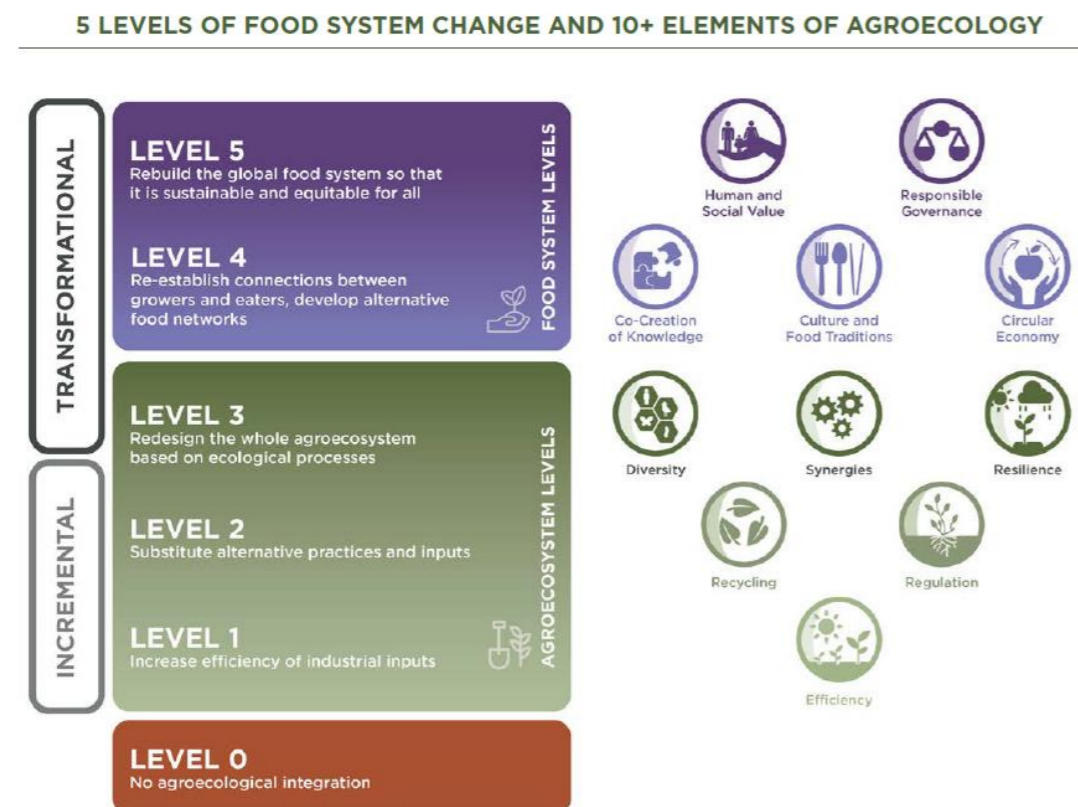 5 LEVELS OF FOOD SYSTEM CHANGE AND 10+ ELEMENTS OF AGROECOLOGY
TRANSFORMATIONAL
INCREMENTAL
LEVEL 5
Rebuild the global food system so that
it is sustainable and equitable for all
LEVEL 4
Re-establish connections between
growers and eaters, develop alternative
food networks
FOOD SYSTEM LEVELS
LEVEL 3
Redesign the whole agroecosystem
based on ecological processes
LEVEL 2
Substitute alternative practices and inputs
LEVEL 1
Increase efficiency of industrial inputs
AGROECOSYSTEM LEVELS
LEVEL 0
No agroecological integration
Human and
Social Value
Responsible
Governance
Co-Creation
of Knowledge
Culture and
Food Traditions
Circular
Economy
Diversity
Synergies
Resilience
Recycling
Regulation
Efficiency